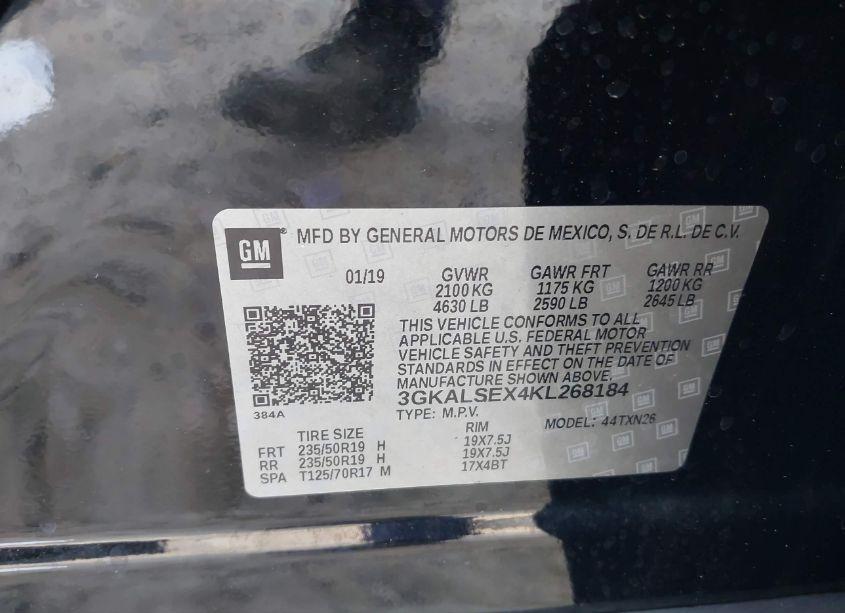 GM ® MFD BY GENERAL MOTORS DE MEXICO, S. DE R.L. DE C.V.
01/19 GVWR GAWR FRT GAWR RR
2100 KG 1175 KG 1200 KG
4630 LB 2590 LB 2645 LB
THIS VEHICLE CONFORMS TO ALL
APPLICABLE U.S. FEDERAL MOTOR
VEHICLE SAFETY AND THEFT PREVENTION
STANDARDS IN EFFECT ON THE DATE OF
MANUFACTURE SHOWN ABOVE.
3GKALSEX4KL268184
384A
TYPE: M.P.V. MODEL: 44TXN26
TIRE SIZE RIM
FRT 235/50R19 H 19X7.5J
RR 235/50R19 H 19X7.5J
SPA T125/70R17 M 17X4BT